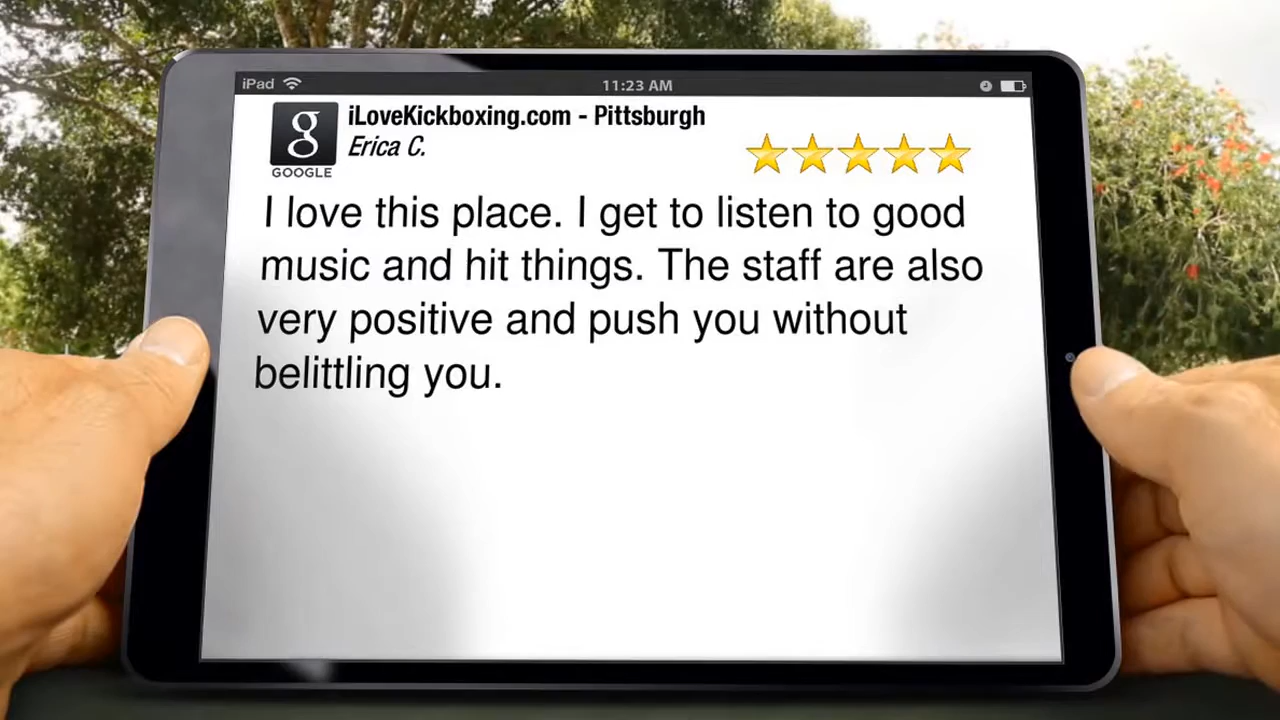 iPad 11:23 AM
g iLoveKickboxing.com - Pittsburgh
GOOGLE Erica C.
I love this place. I get to listen to good
music and hit things. The staff are also
very positive and push you without
belittling you.